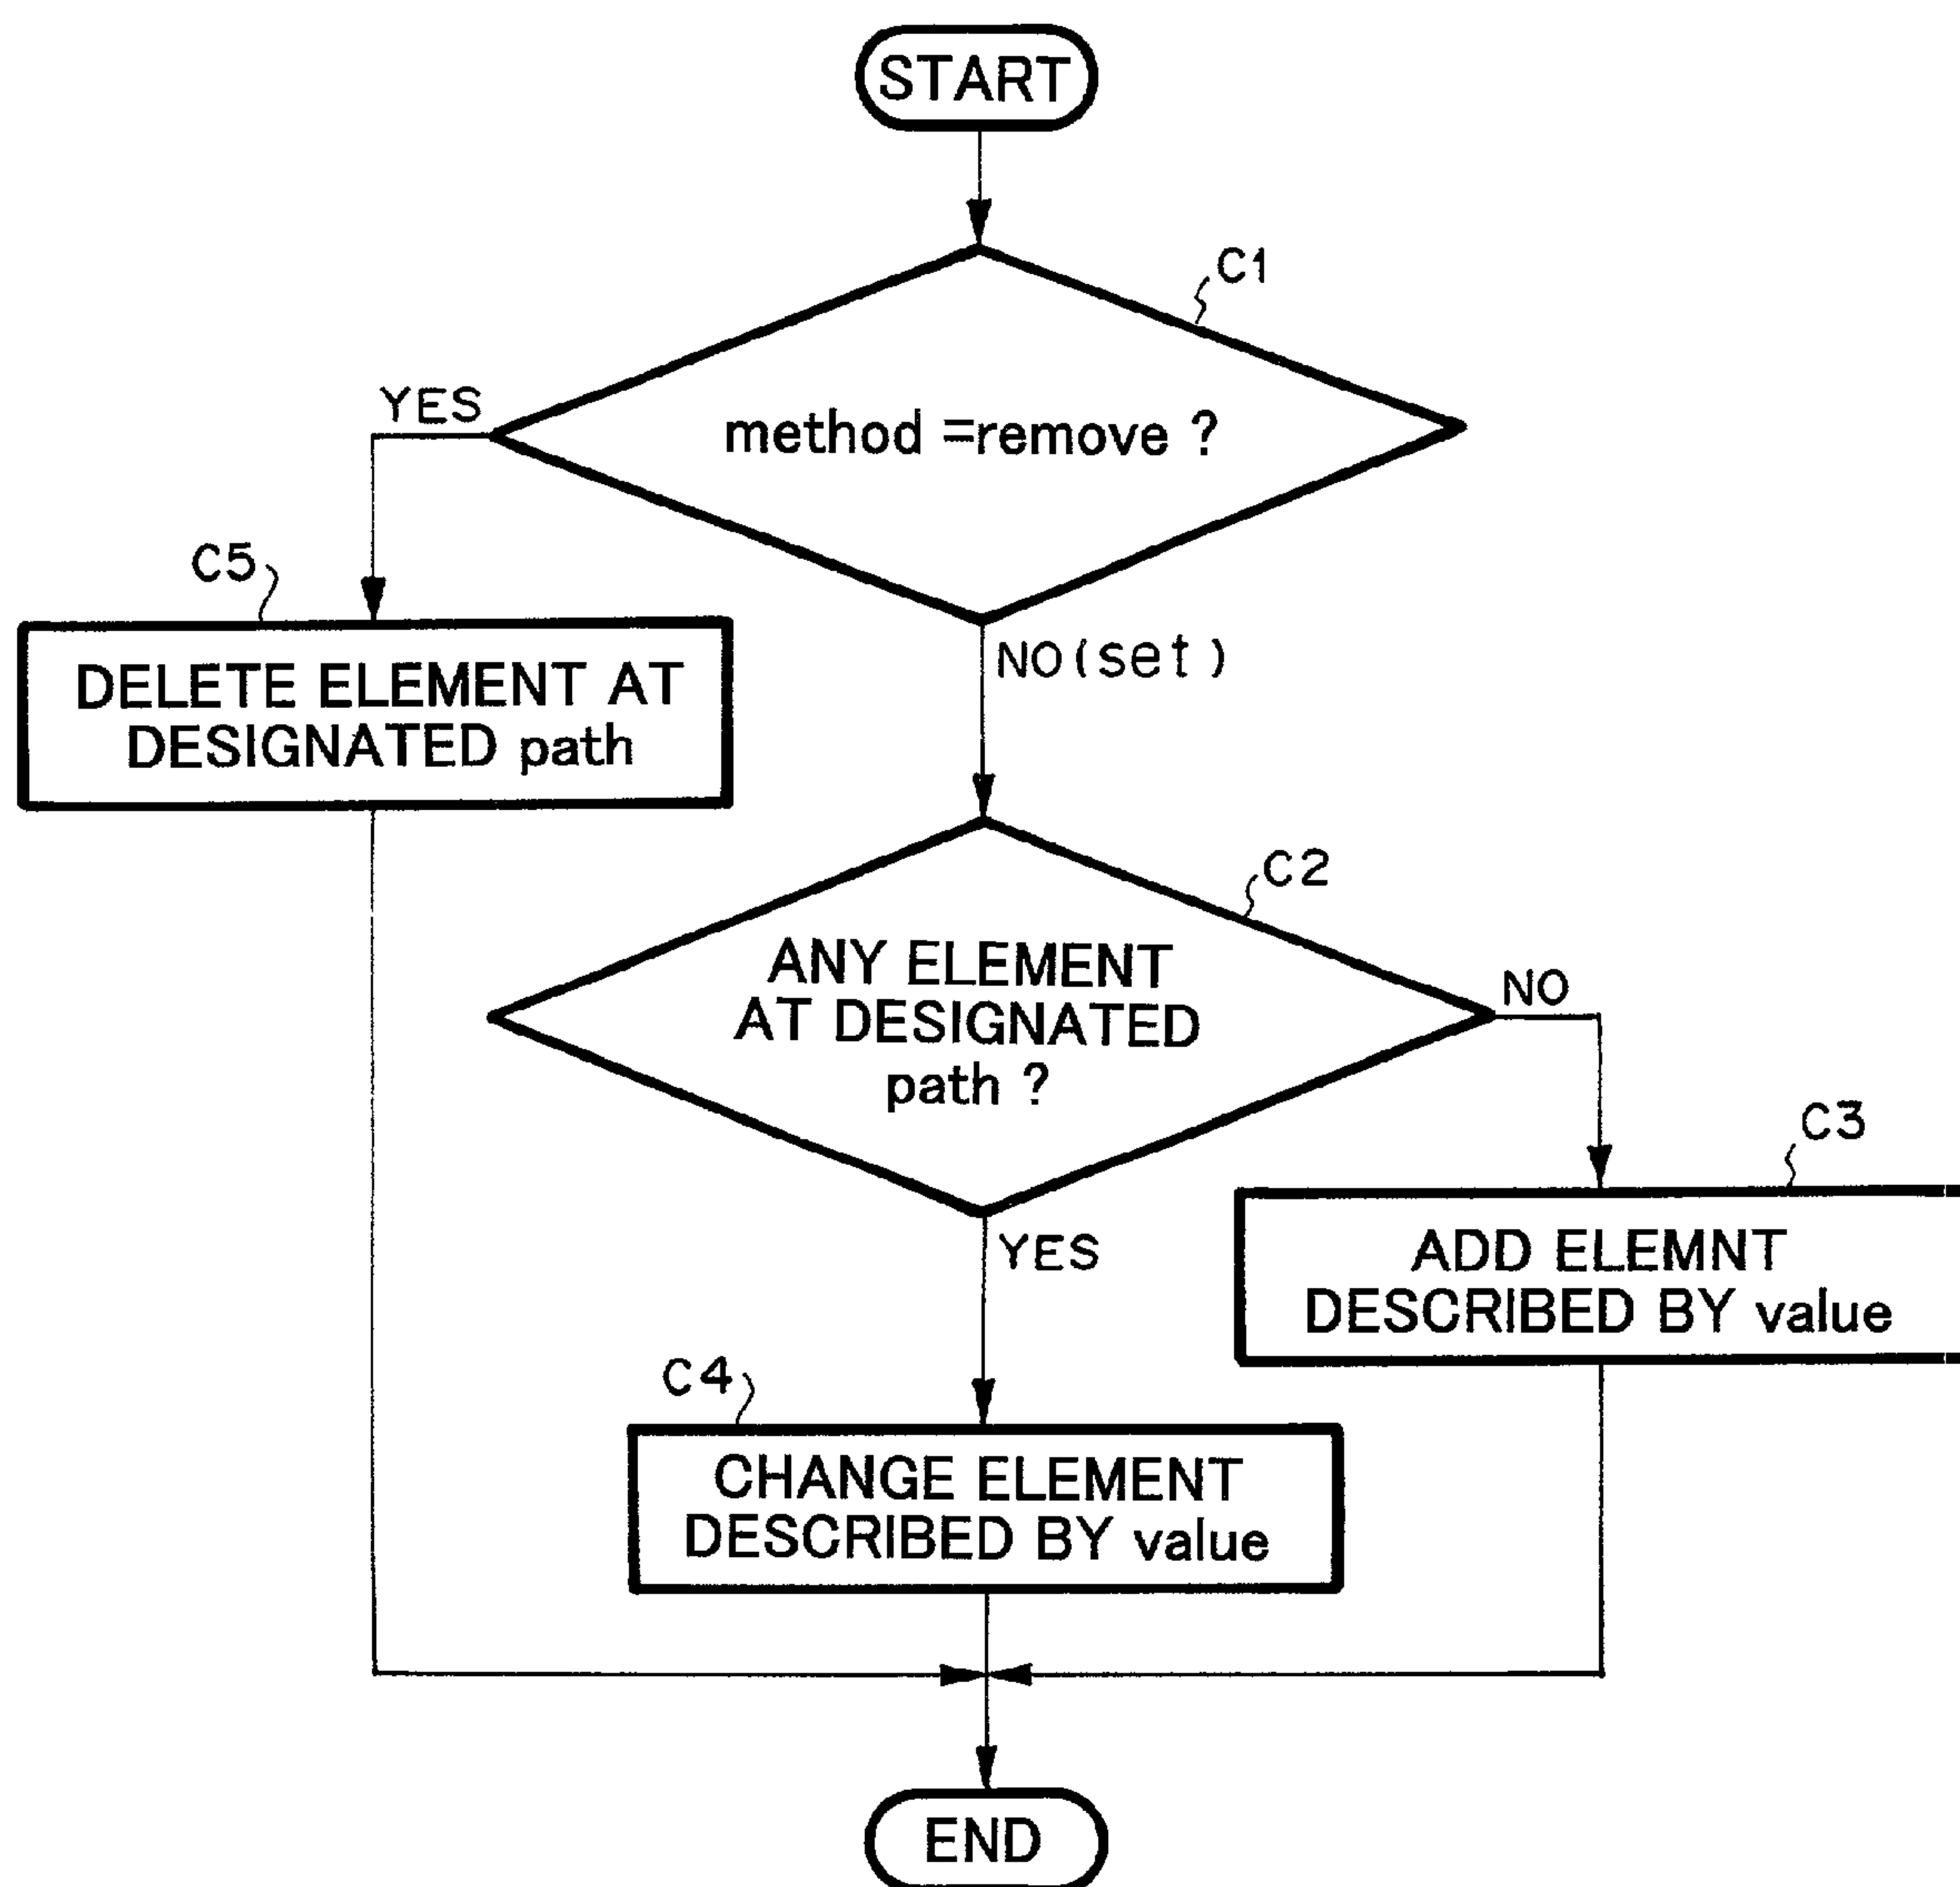 START
C1
YES
method =remove ?
C5
DELETE ELEMENT AT
DESIGNATED path
NO(set)
C2
ANY ELEMENT
AT DESIGNATED
path ?
NO
C3
ADD ELEMNT
DESCRIBED BY value
YES
C4
CHANGE ELEMENT
DESCRIBED BY value
END